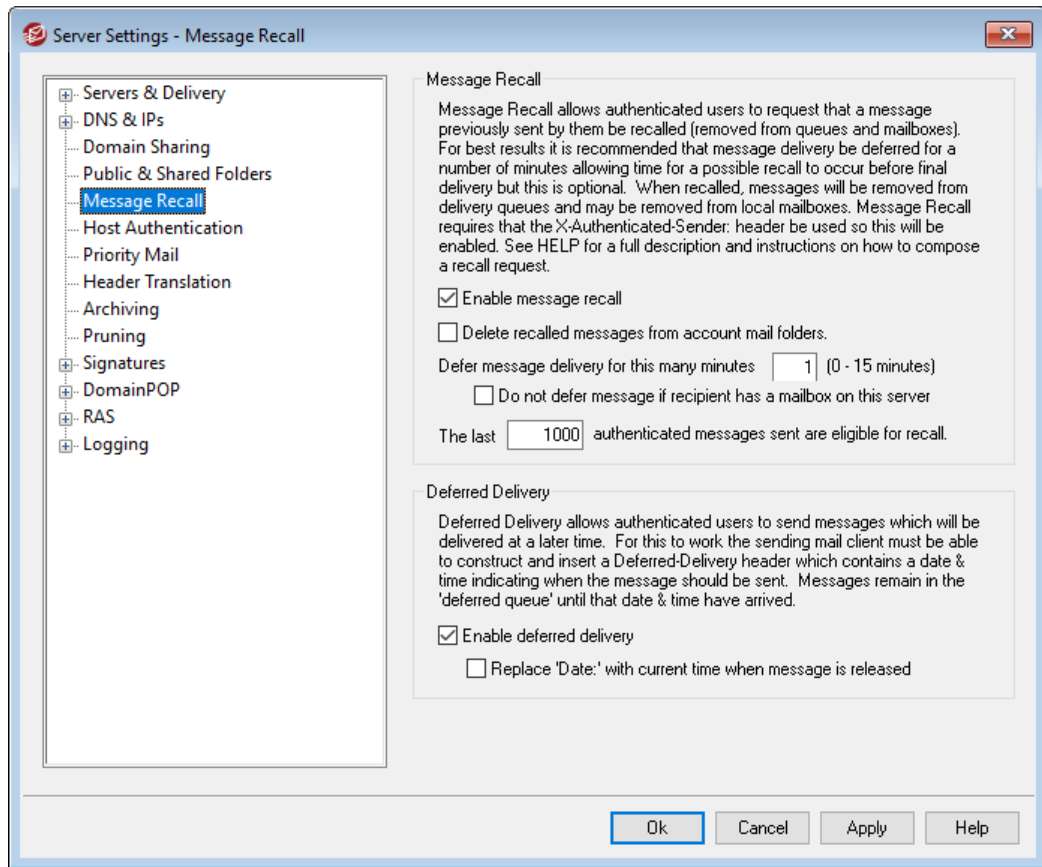 Server Settings - Message Recall
Servers & Delivery
DNS & IPs
Domain Sharing
Public & Shared Folders
Message Recall
Host Authentication
Priority Mail
Header Translation
Archiving
Pruning
Signatures
DomainPOP
RAS
Logging
Message Recall
Message Recall allows authenticated users to request that a message
previously sent by them be recalled (removed from queues and mailboxes).
For best results it is recommended that message delivery be deferred for a
number of minutes allowing time for a possible recall to occur before final
delivery but this is optional. When recalled, messages will be removed from
delivery queues and may be removed from local mailboxes. Message Recall
requires that the X-Authenticated-Sender: header be used so this will be
enabled. See HELP for a full description and instructions on how to compose
a recall request.
Enable message recall
Delete recalled messages from account mail folders.
Defer message delivery for this many minutes 1 (0 - 15 minutes)
Do not defer message if recipient has a mailbox on this server
The last 1000 authenticated messages sent are eligible for recall.
Deferred Delivery
Deferred Delivery allows authenticated users to send messages which will be
delivered at a later time. For this to work the sending mail client must be able
to construct and insert a Deferred-Delivery header which contains a date &
time indicating when the message should be sent. Messages remain in the
'deferred queue' until that date & time have arrived.
Enable deferred delivery
Replace 'Date:' with current time when message is released
Ok Cancel Apply Help